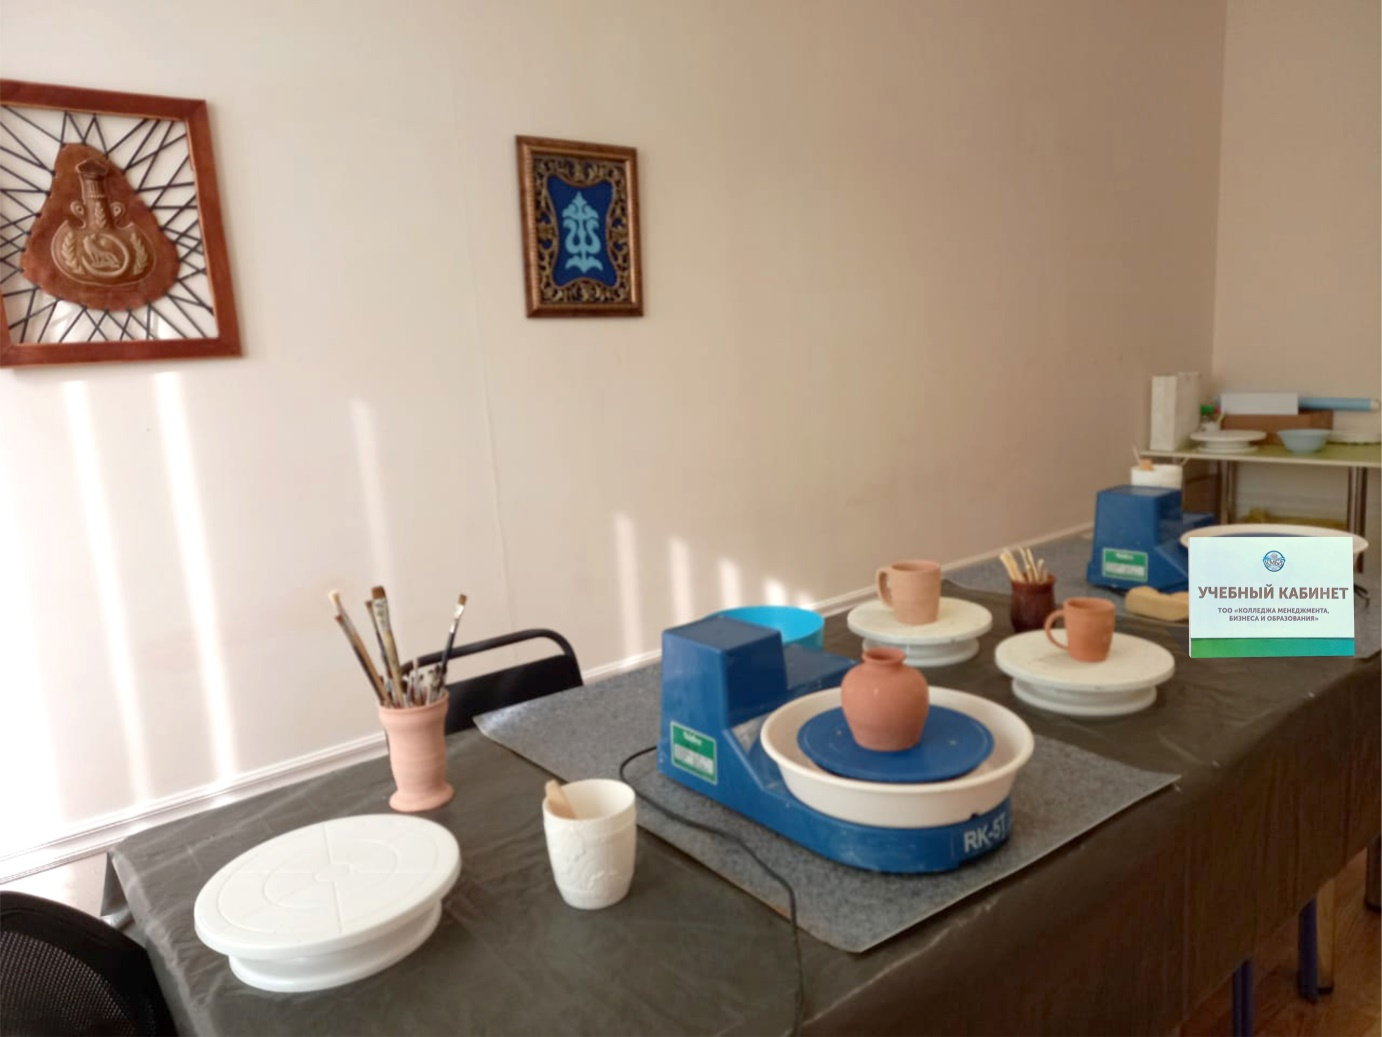 УЧЕБНЫЙ КАБИНЕТ
ТОО «КОЛЛЕДЖА МЕНЕДЖМЕНТА,
БИЗНЕСА И ОБРАЗОВАНИЯ»
RK-5T